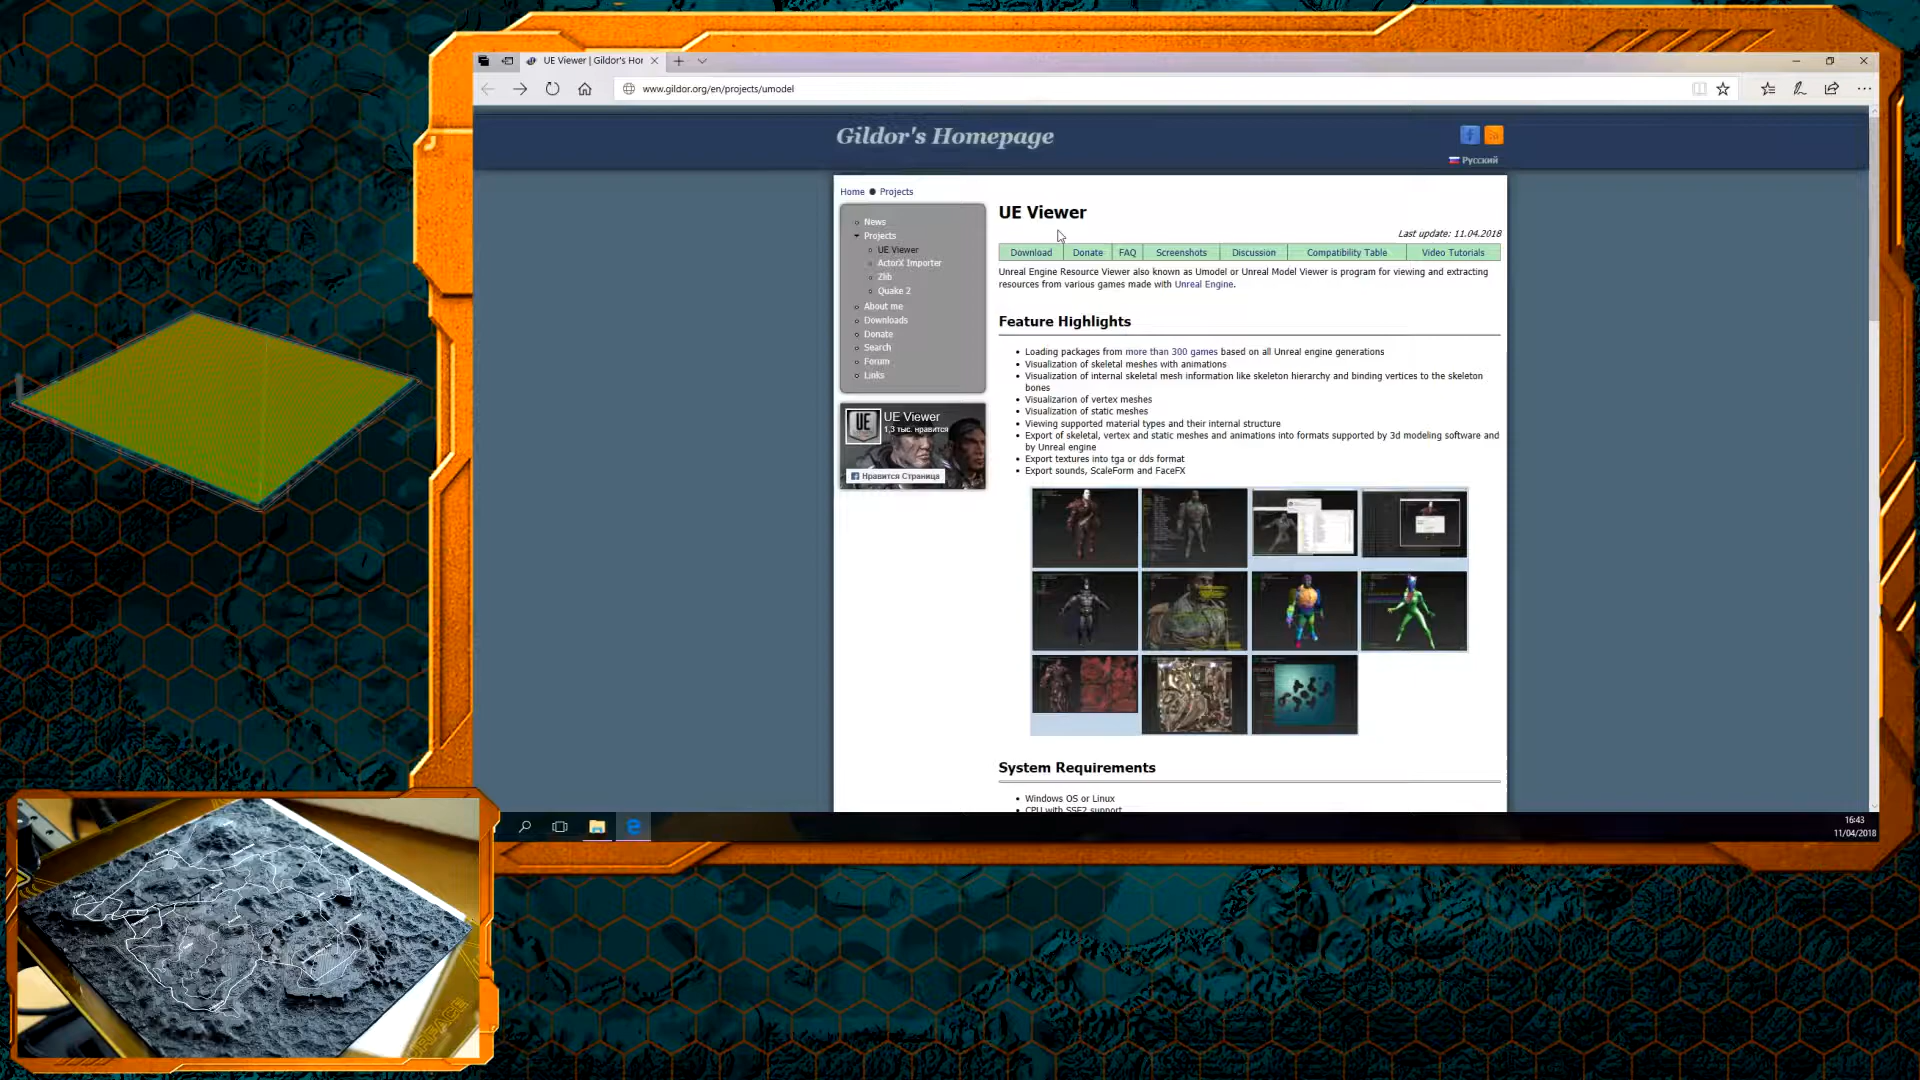 UE Viewer | Gildor's Hor
www.gildor.org/en/projects/umodel
Gildor's Homepage
Русский
Home
Projects
News
Projects
UE Viewer
ActorX Importer
Zlib
Quake 2
About me
Downloads
Donate
Search
Forum
Links
UE
UE Viewer
1,3 тыс. нравится
Нравится Страница
UE Viewer
Last update: 11.04.2018
Download
Donate
FAQ
Screenshots
Discussion
Compatibility Table
Video Tutorials
Unreal Engine Resource Viewer also known as Umodel or Unreal Model Viewer is program for viewing and extracting
resources from various games made with Unreal Engine.
Feature Highlights
Loading packages from more than 300 games based on all Unreal engine generations
Visualization of skeletal meshes with animations
Visualization of internal skeletal mesh information like skeleton hierarchy and binding vertices to the skeleton
bones
Visualizarion of vertex meshes
Visualization of static meshes
Viewing supported material types and their internal structure
Export of skeletal, vertex and static meshes and animations into formats supported by 3d modeling software and
by Unreal engine
Export textures into tga or dds format
Export sounds, ScaleForm and FaceFX
System Requirements
Windows OS or Linux
CPU with SSE2 support
16:43
11/04/2018